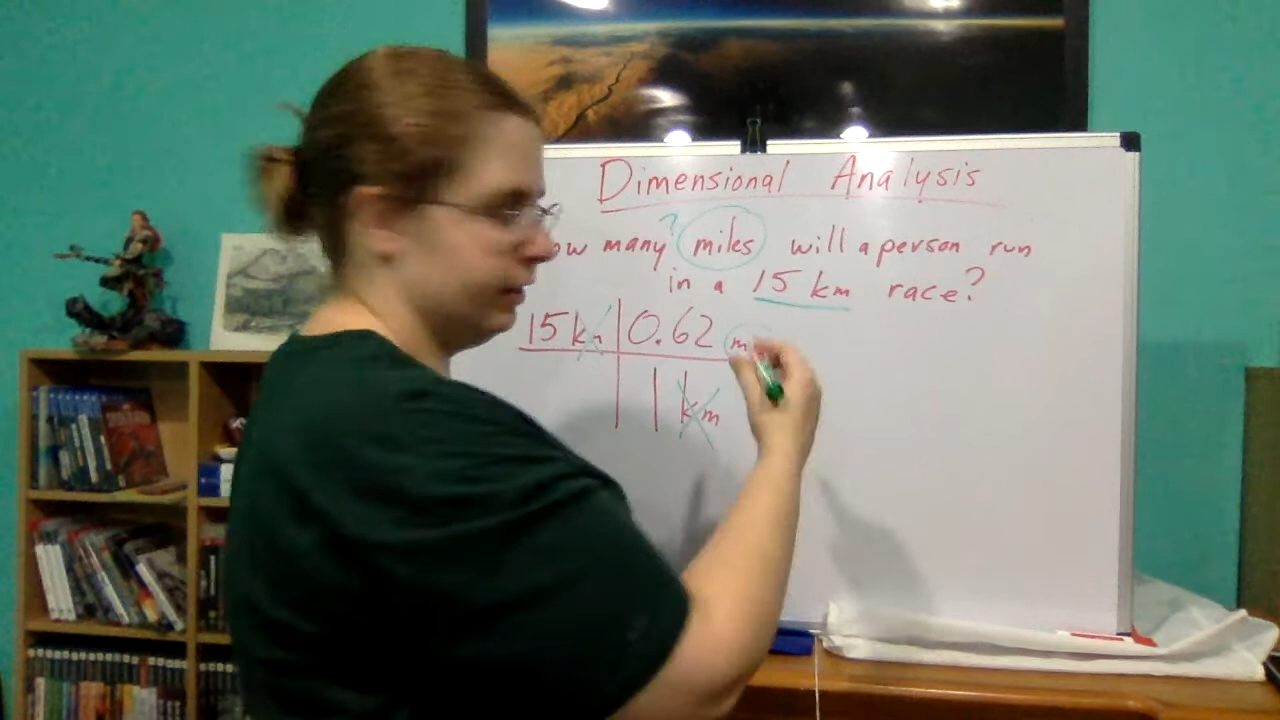 Dimensional Analysis
?
ow many miles will a person run
in a 15 km race?
15 km 0.62 m
1 km